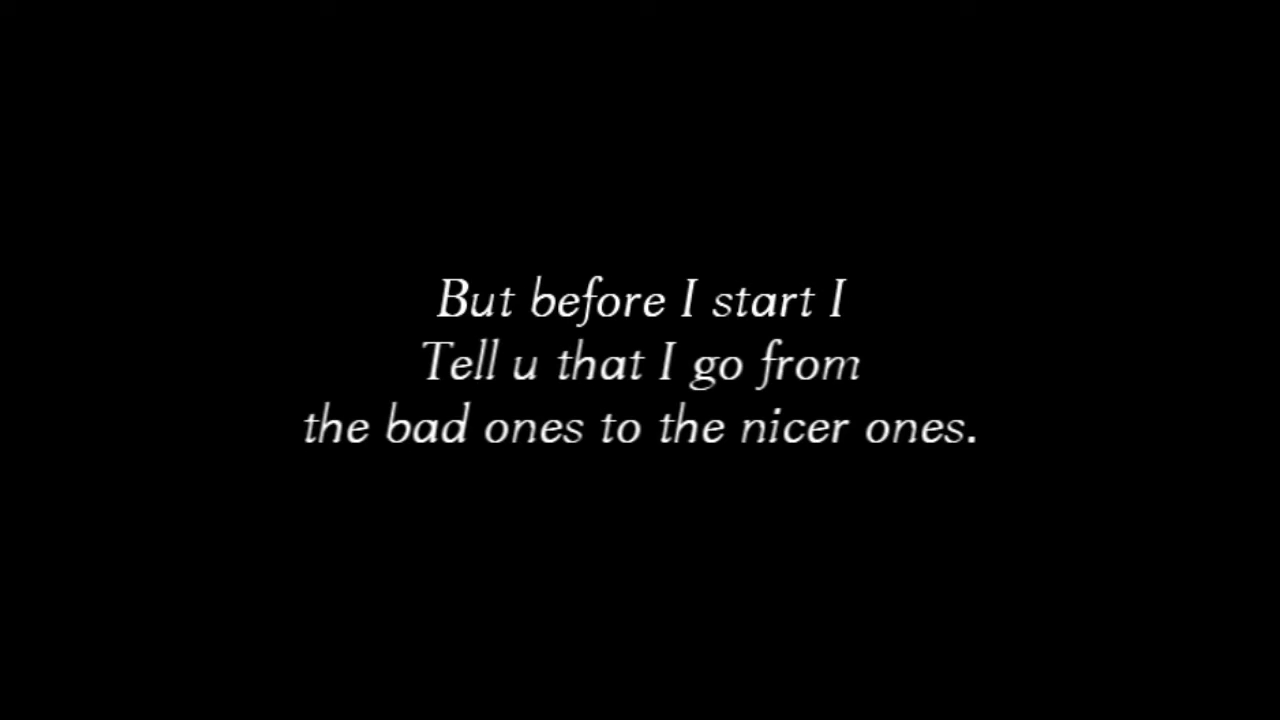 But before I start I
Tell u that I go from
the bad ones to the nicer ones.